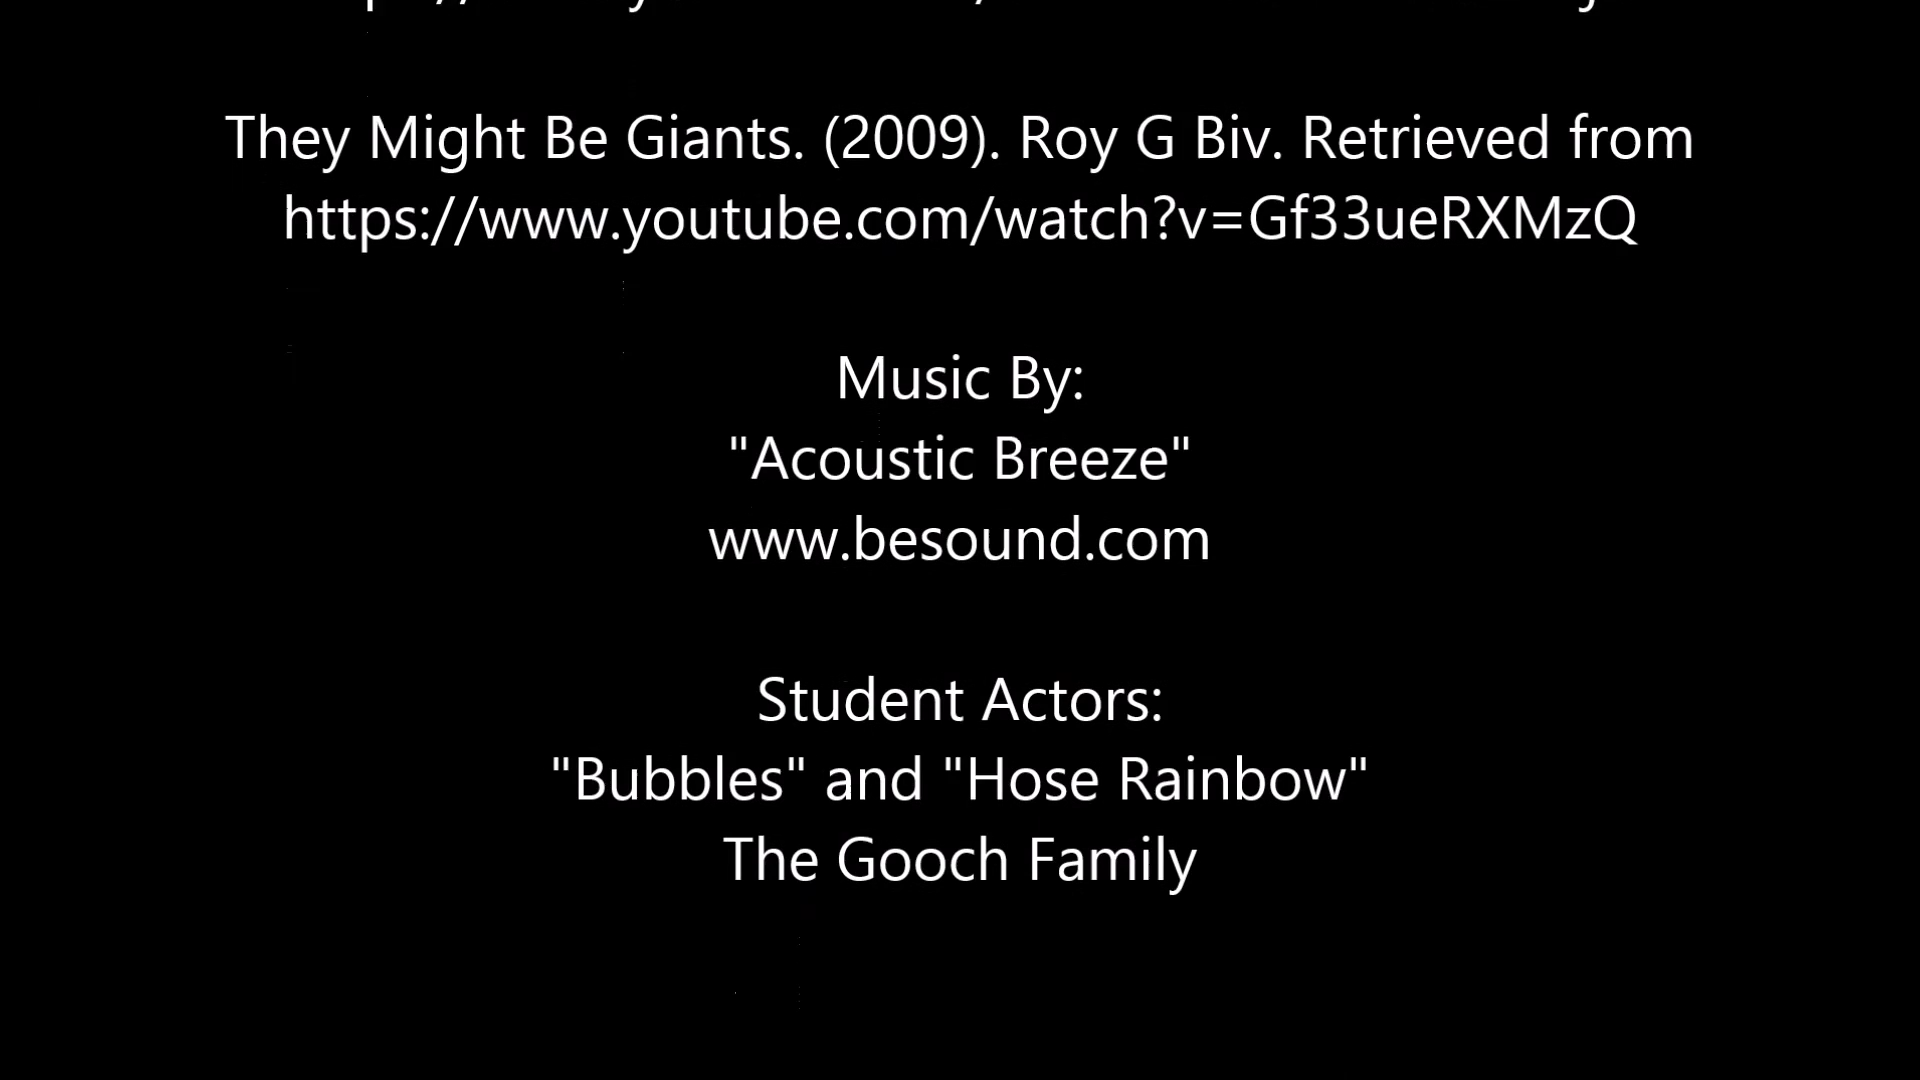 They Might Be Giants. (2009). Roy G Biv. Retrieved from
https://www.youtube.com/watch?v=Gf33ueRXMzQ
Music By:
"Acoustic Breeze"
www.besound.com
Student Actors:
"Bubbles" and "Hose Rainbow"
The Gooch Family